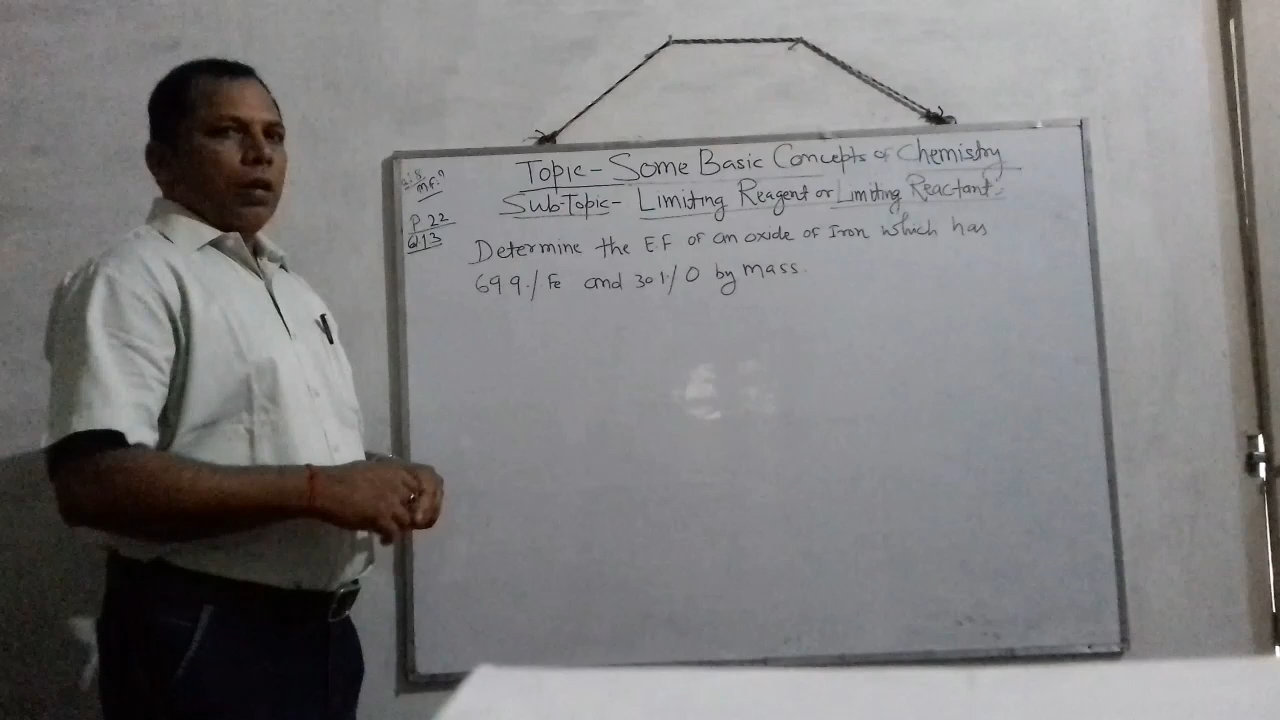 Topic - Some Basic Concepts of Chemistry
Sub Topic - Limiting Reagent or Limiting Reactant
M.F.?
P 22
Q13
Determine the EF of an oxide of Iron which has
69 9./. Fe and 30 1/. O by mass.